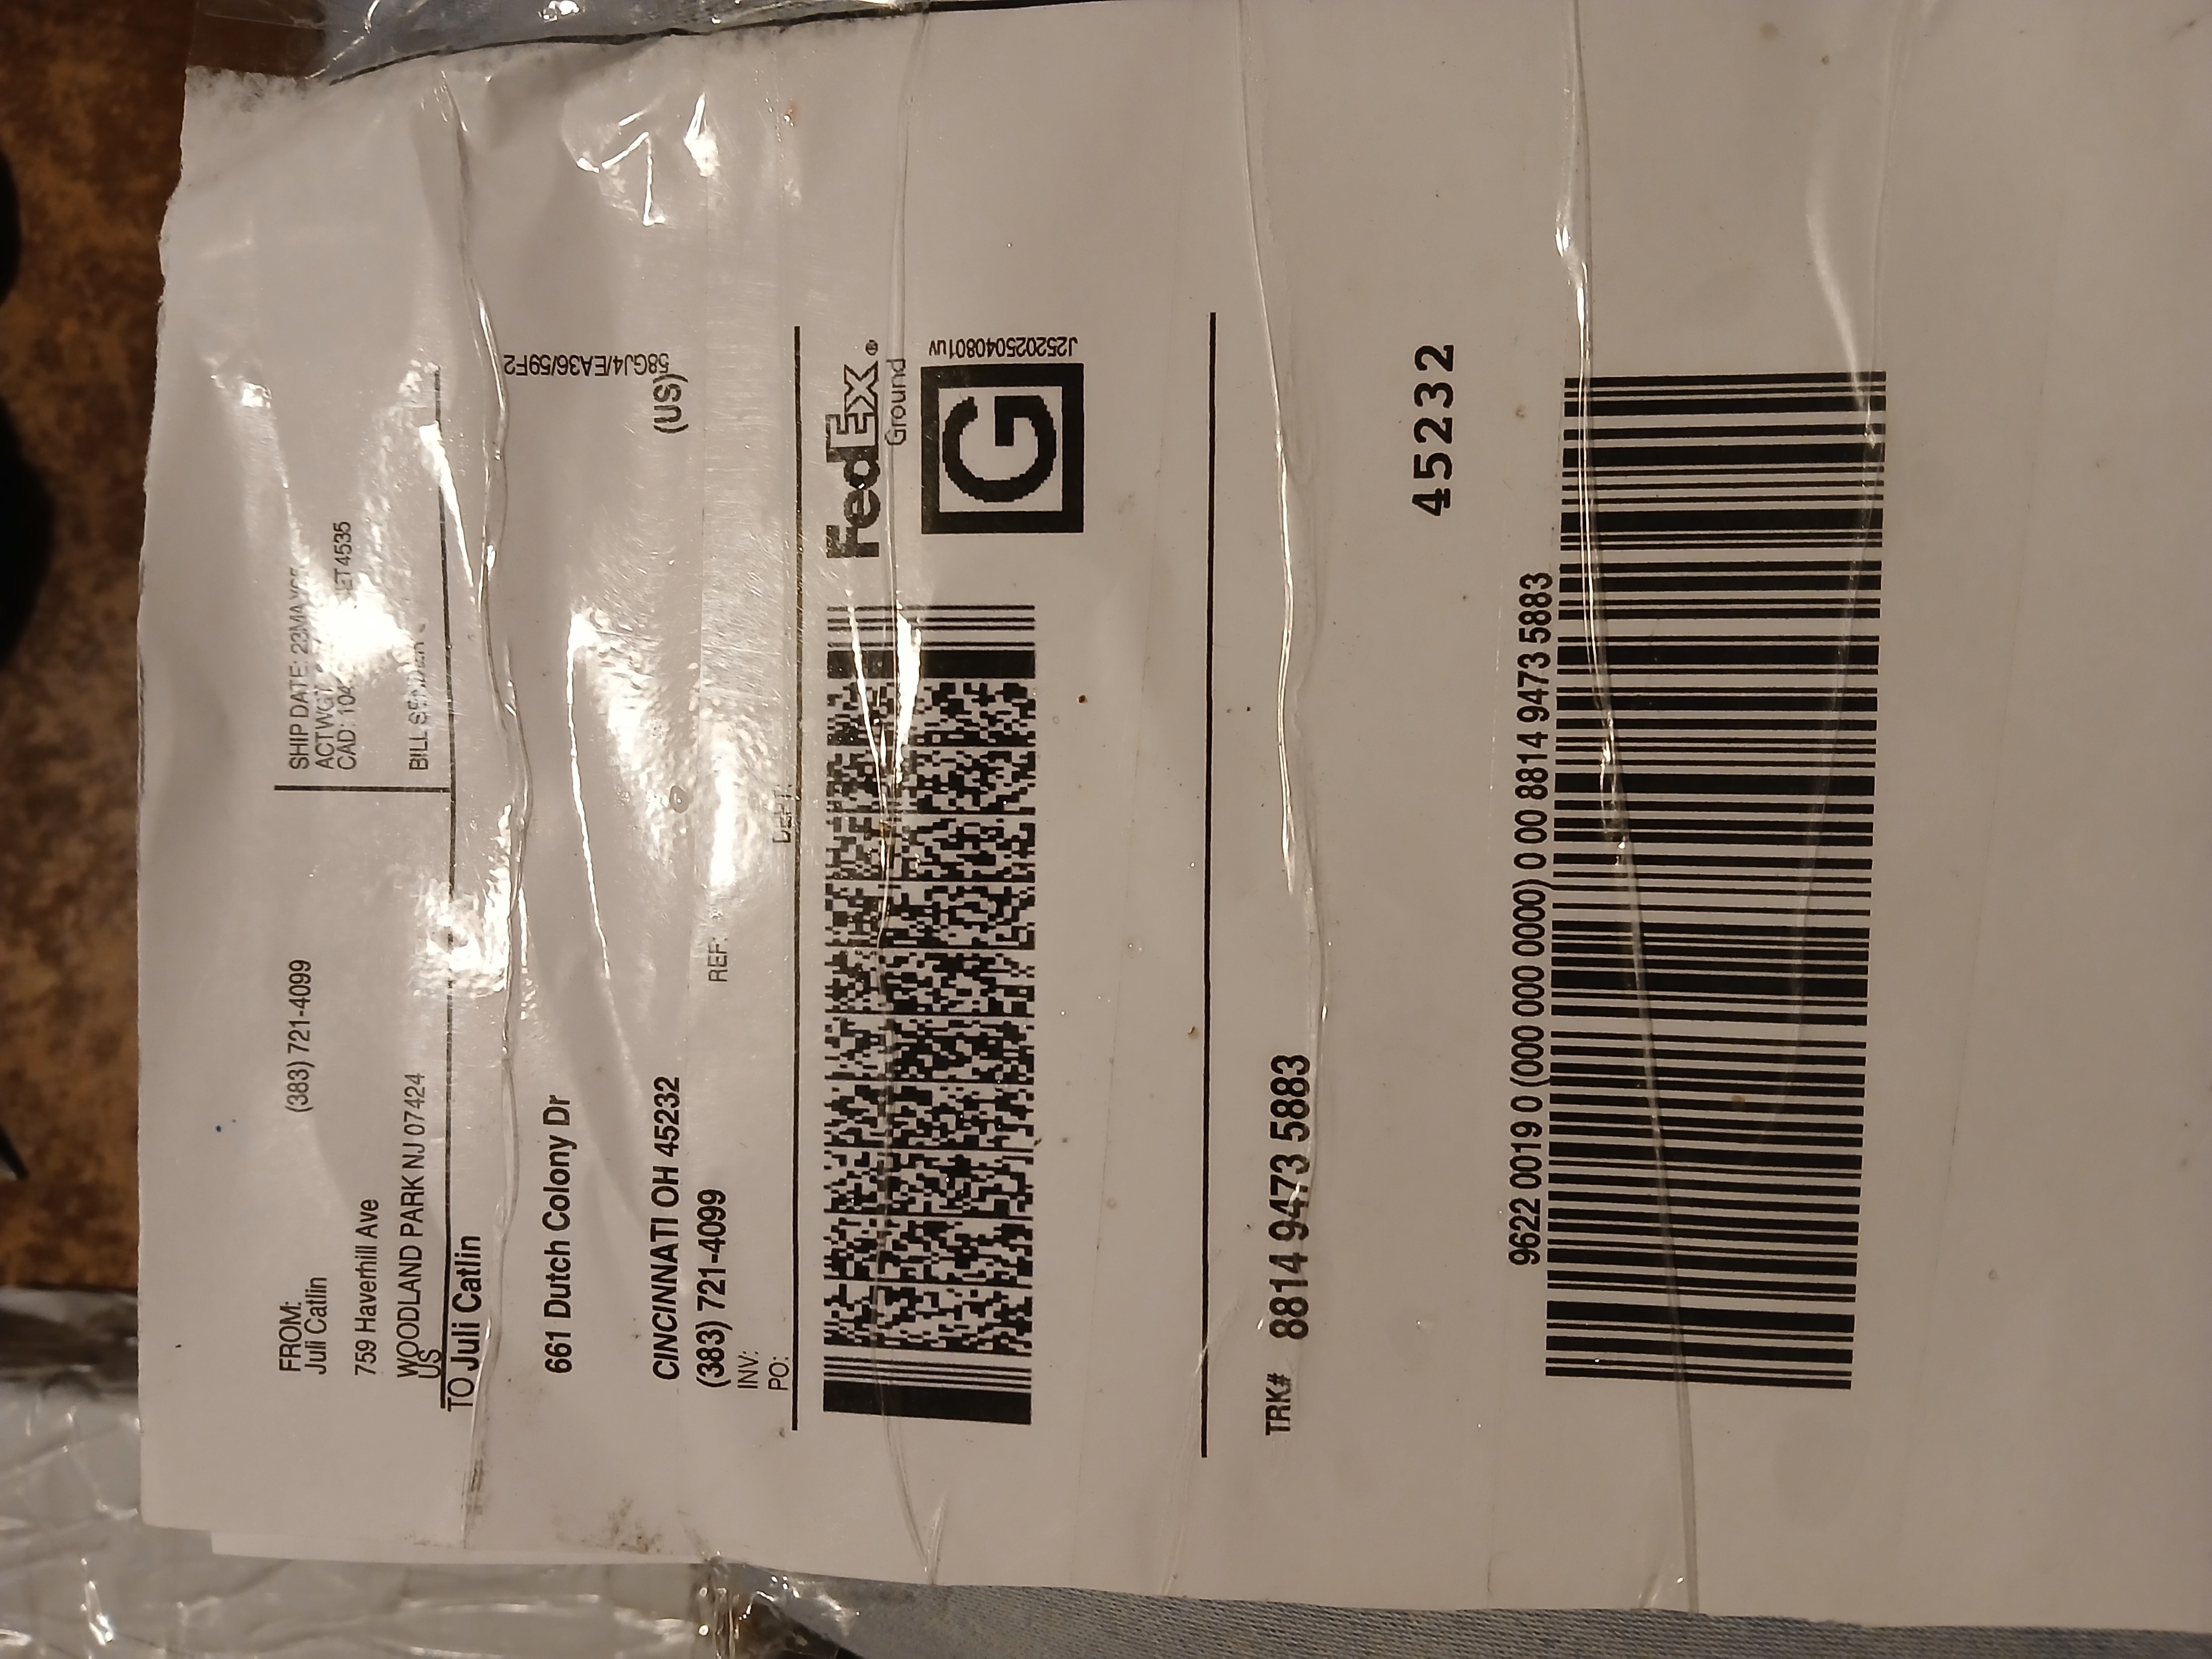 FROM:
(383) 721-4099
Juli Catlin
759 Haverhill Ave
WOODLAND PARK NJ 07424
US
SHIP DATE:
ACTWGT
CAD: 104
ET4535
BILL
TO Juli Catlin
661 Dutch Colony Dr
CINCINNATI OH 45232
(US)
(383) 721-4099
REF:
INV:
PO:
DEPT:
58GJ4/EA36/59F2
FedEx®
Ground
G
J252025040801uv
TRK# 8814 9473 5883
45232
9622 0019 0 (000 000 0000) 0 00 8814 9473 5883